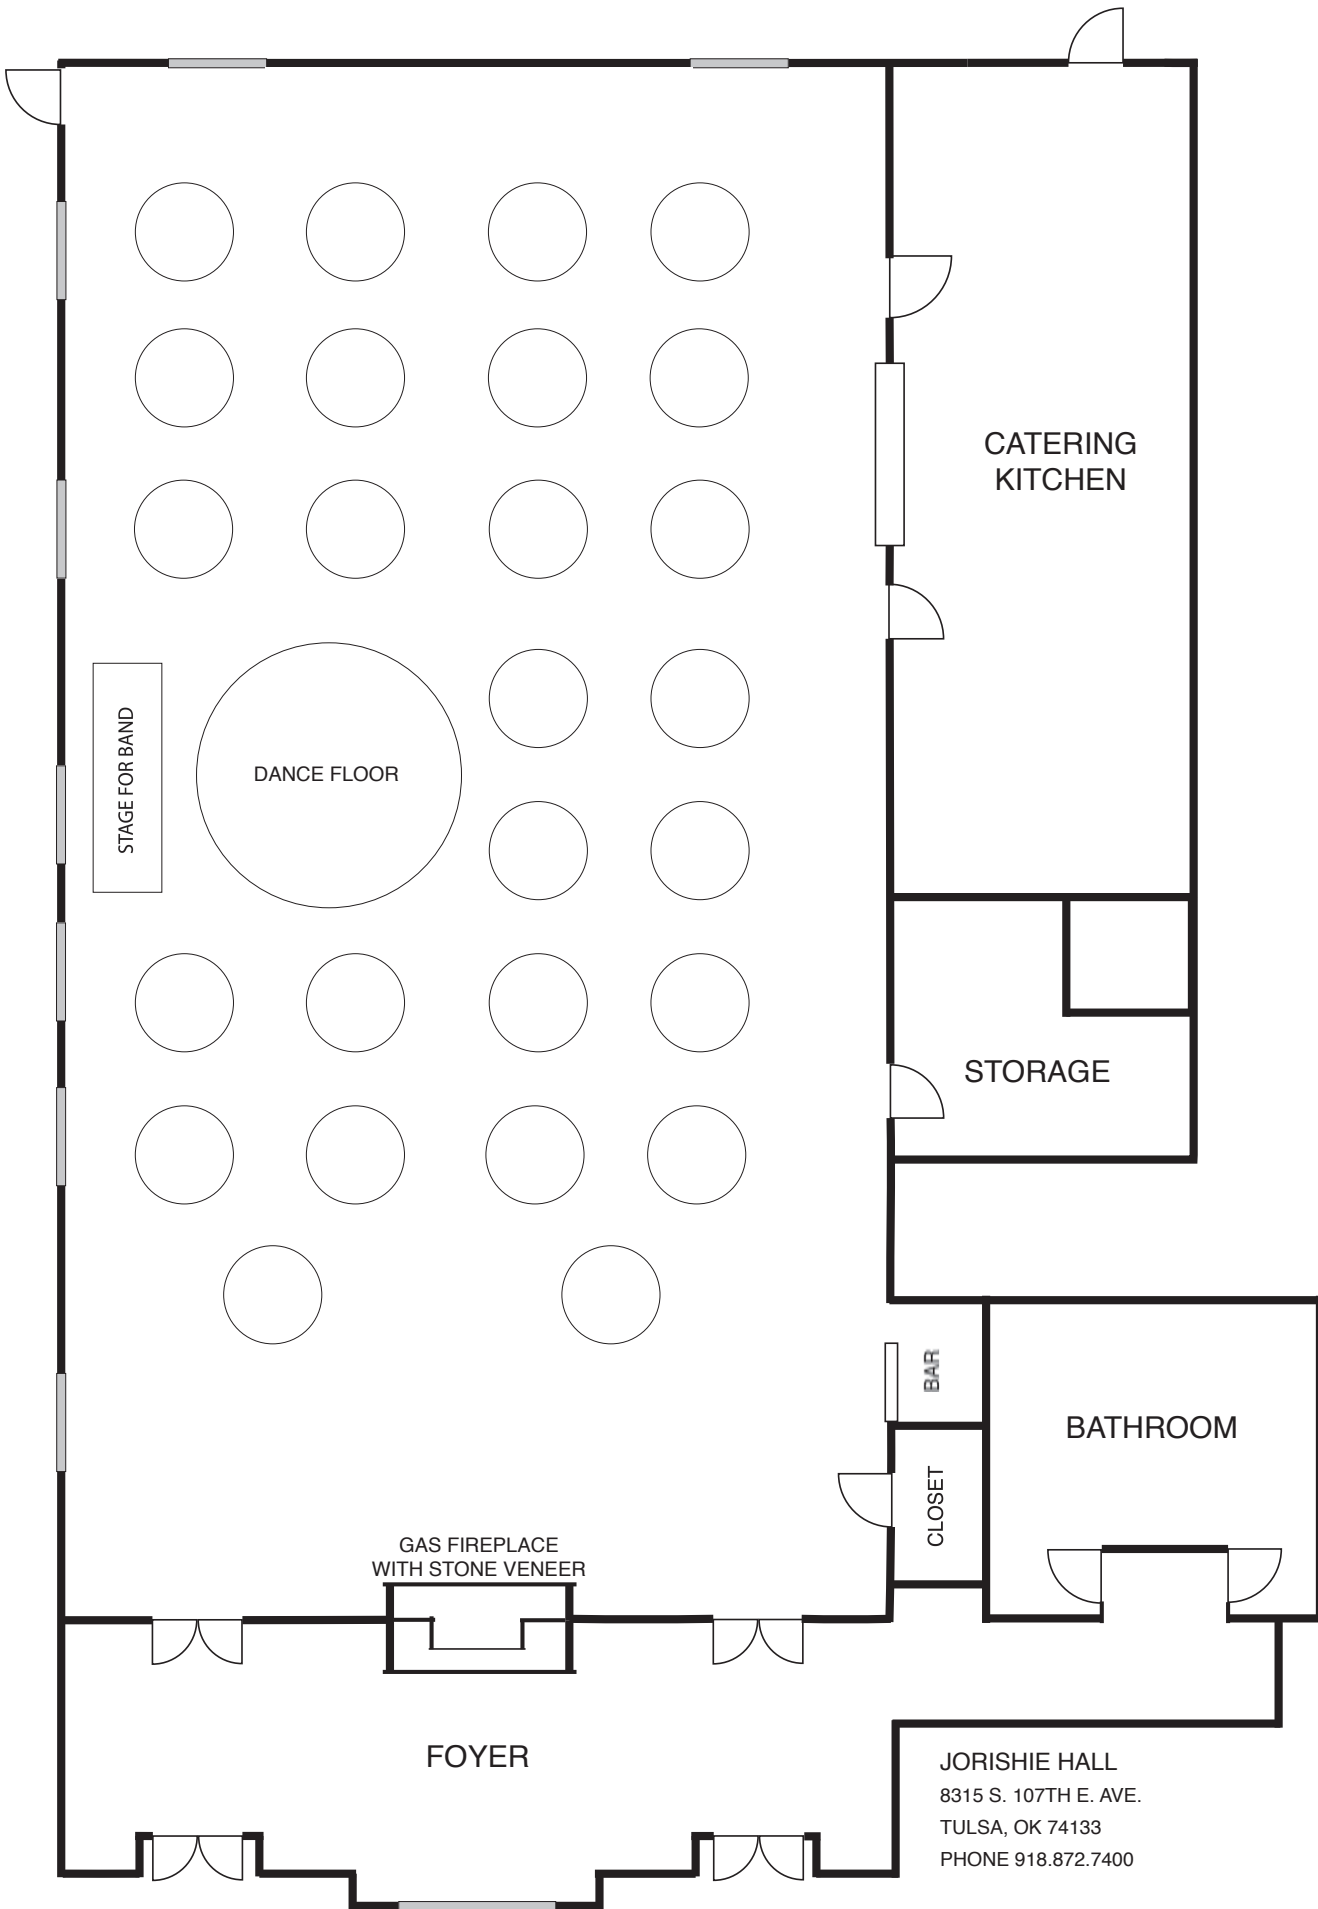 CATERING
KITCHEN
STAGE FOR BAND
DANCE FLOOR
STORAGE
BAR
BATHROOM
CLOSET
GAS FIREPLACE
WITH STONE VENEER
FOYER
JORISHIE HALL
8315 S. 107TH E. AVE.
TULSA, OK 74133
PHONE 918.872.7400